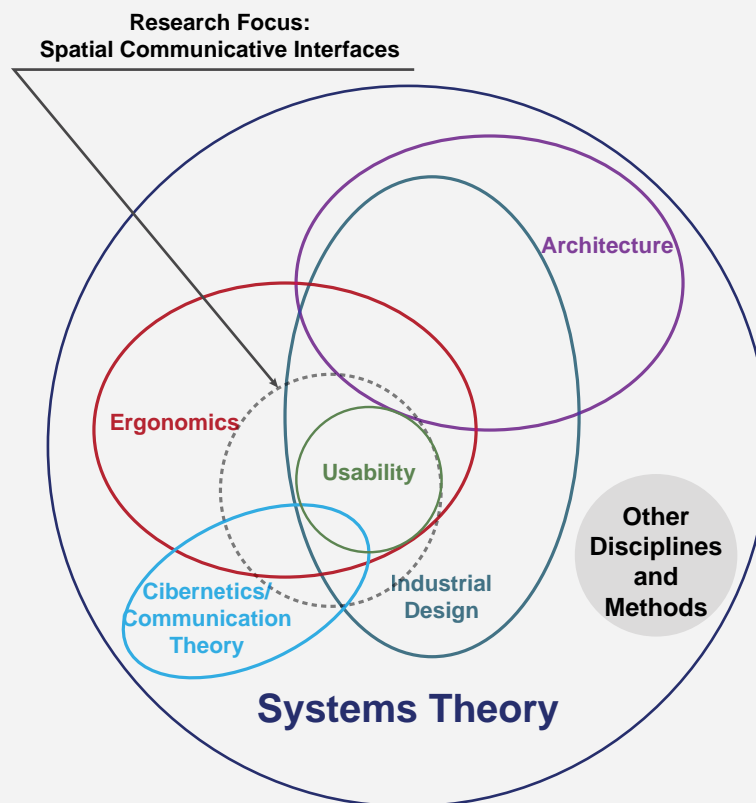 Research Focus:
Spatial Communicative Interfaces
Architecture
Ergonomics
Usability
Other
Disciplines
and
Methods
Industrial
Design
Cibernetics/
Communication
Theory
Systems Theory